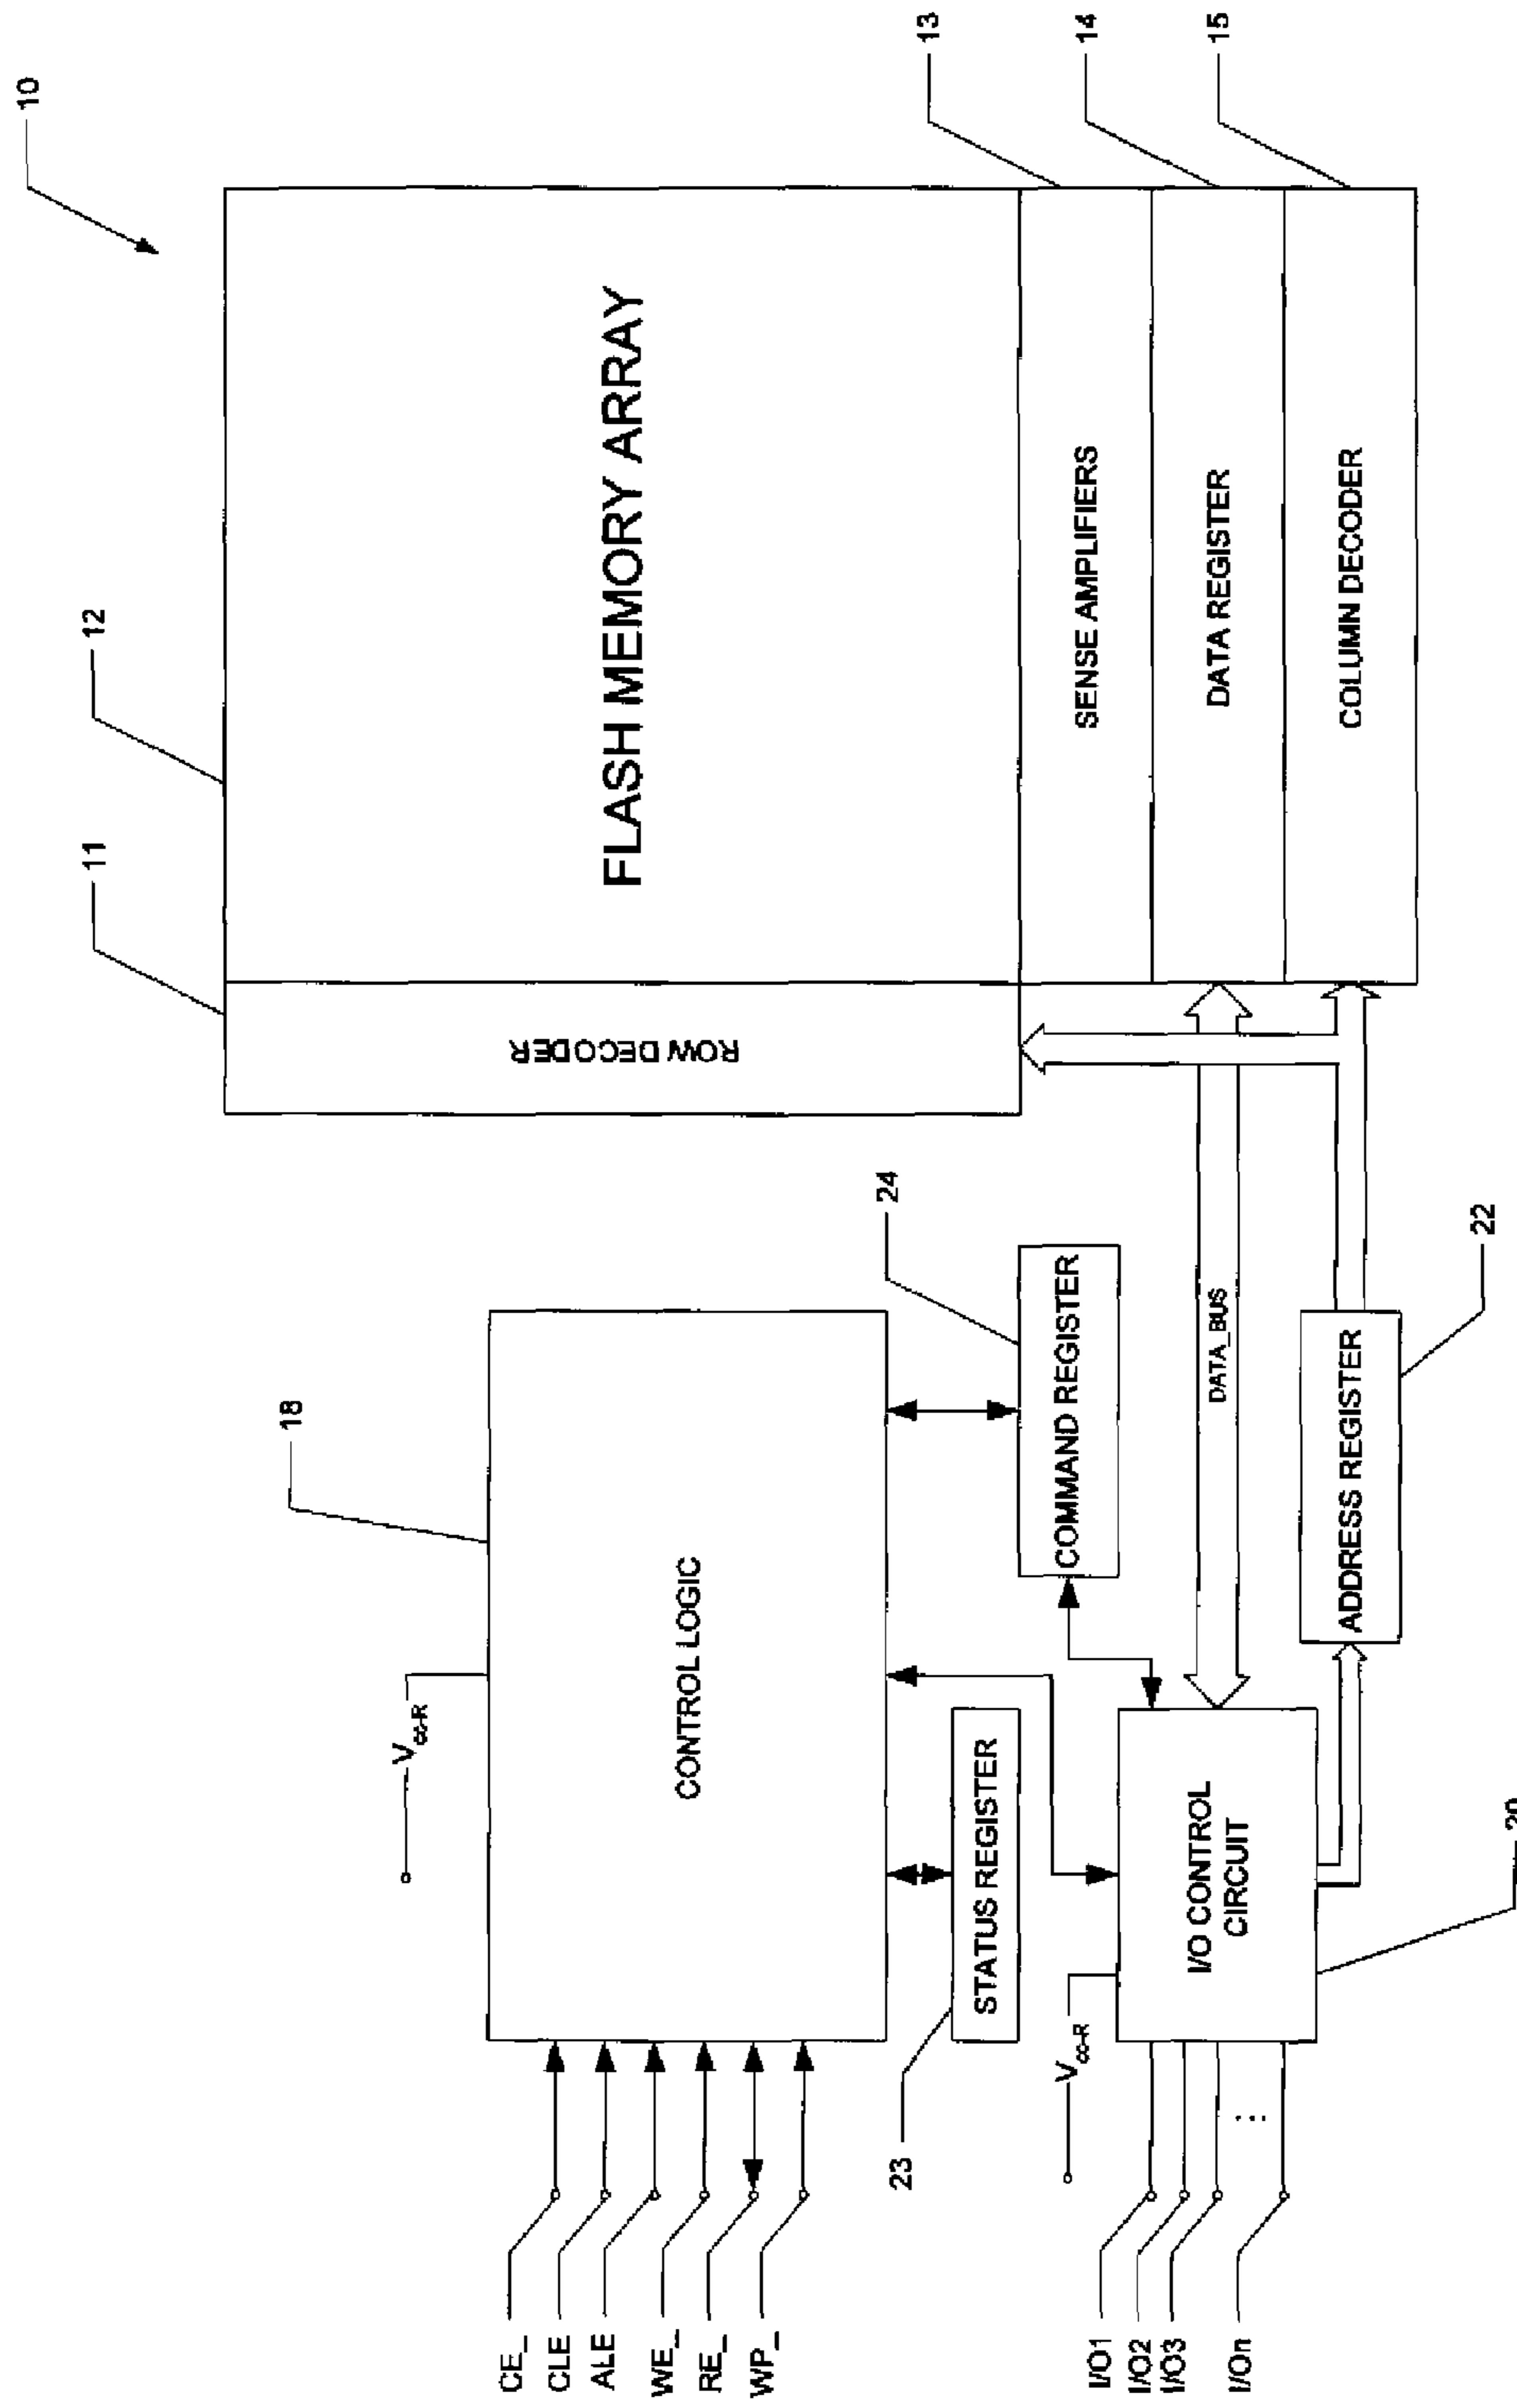 10
12
11
FLASH MEMORY ARRAY
ROW DECODER
SENSE AMPLIFIERS
DATA REGISTER
COLUMN DECODER
13
14
15
18
V_cc-R
CONTROL LOGIC
24
COMMAND REGISTER
DATA_BUS
ADDRESS REGISTER
22
STATUS REGISTER
23
V_cc-R
I/O CONTROL
CIRCUIT
CE_
CLE
ALE
WE_
RE_
WP_
I/O1
I/O2
I/O3
⋮
I/On